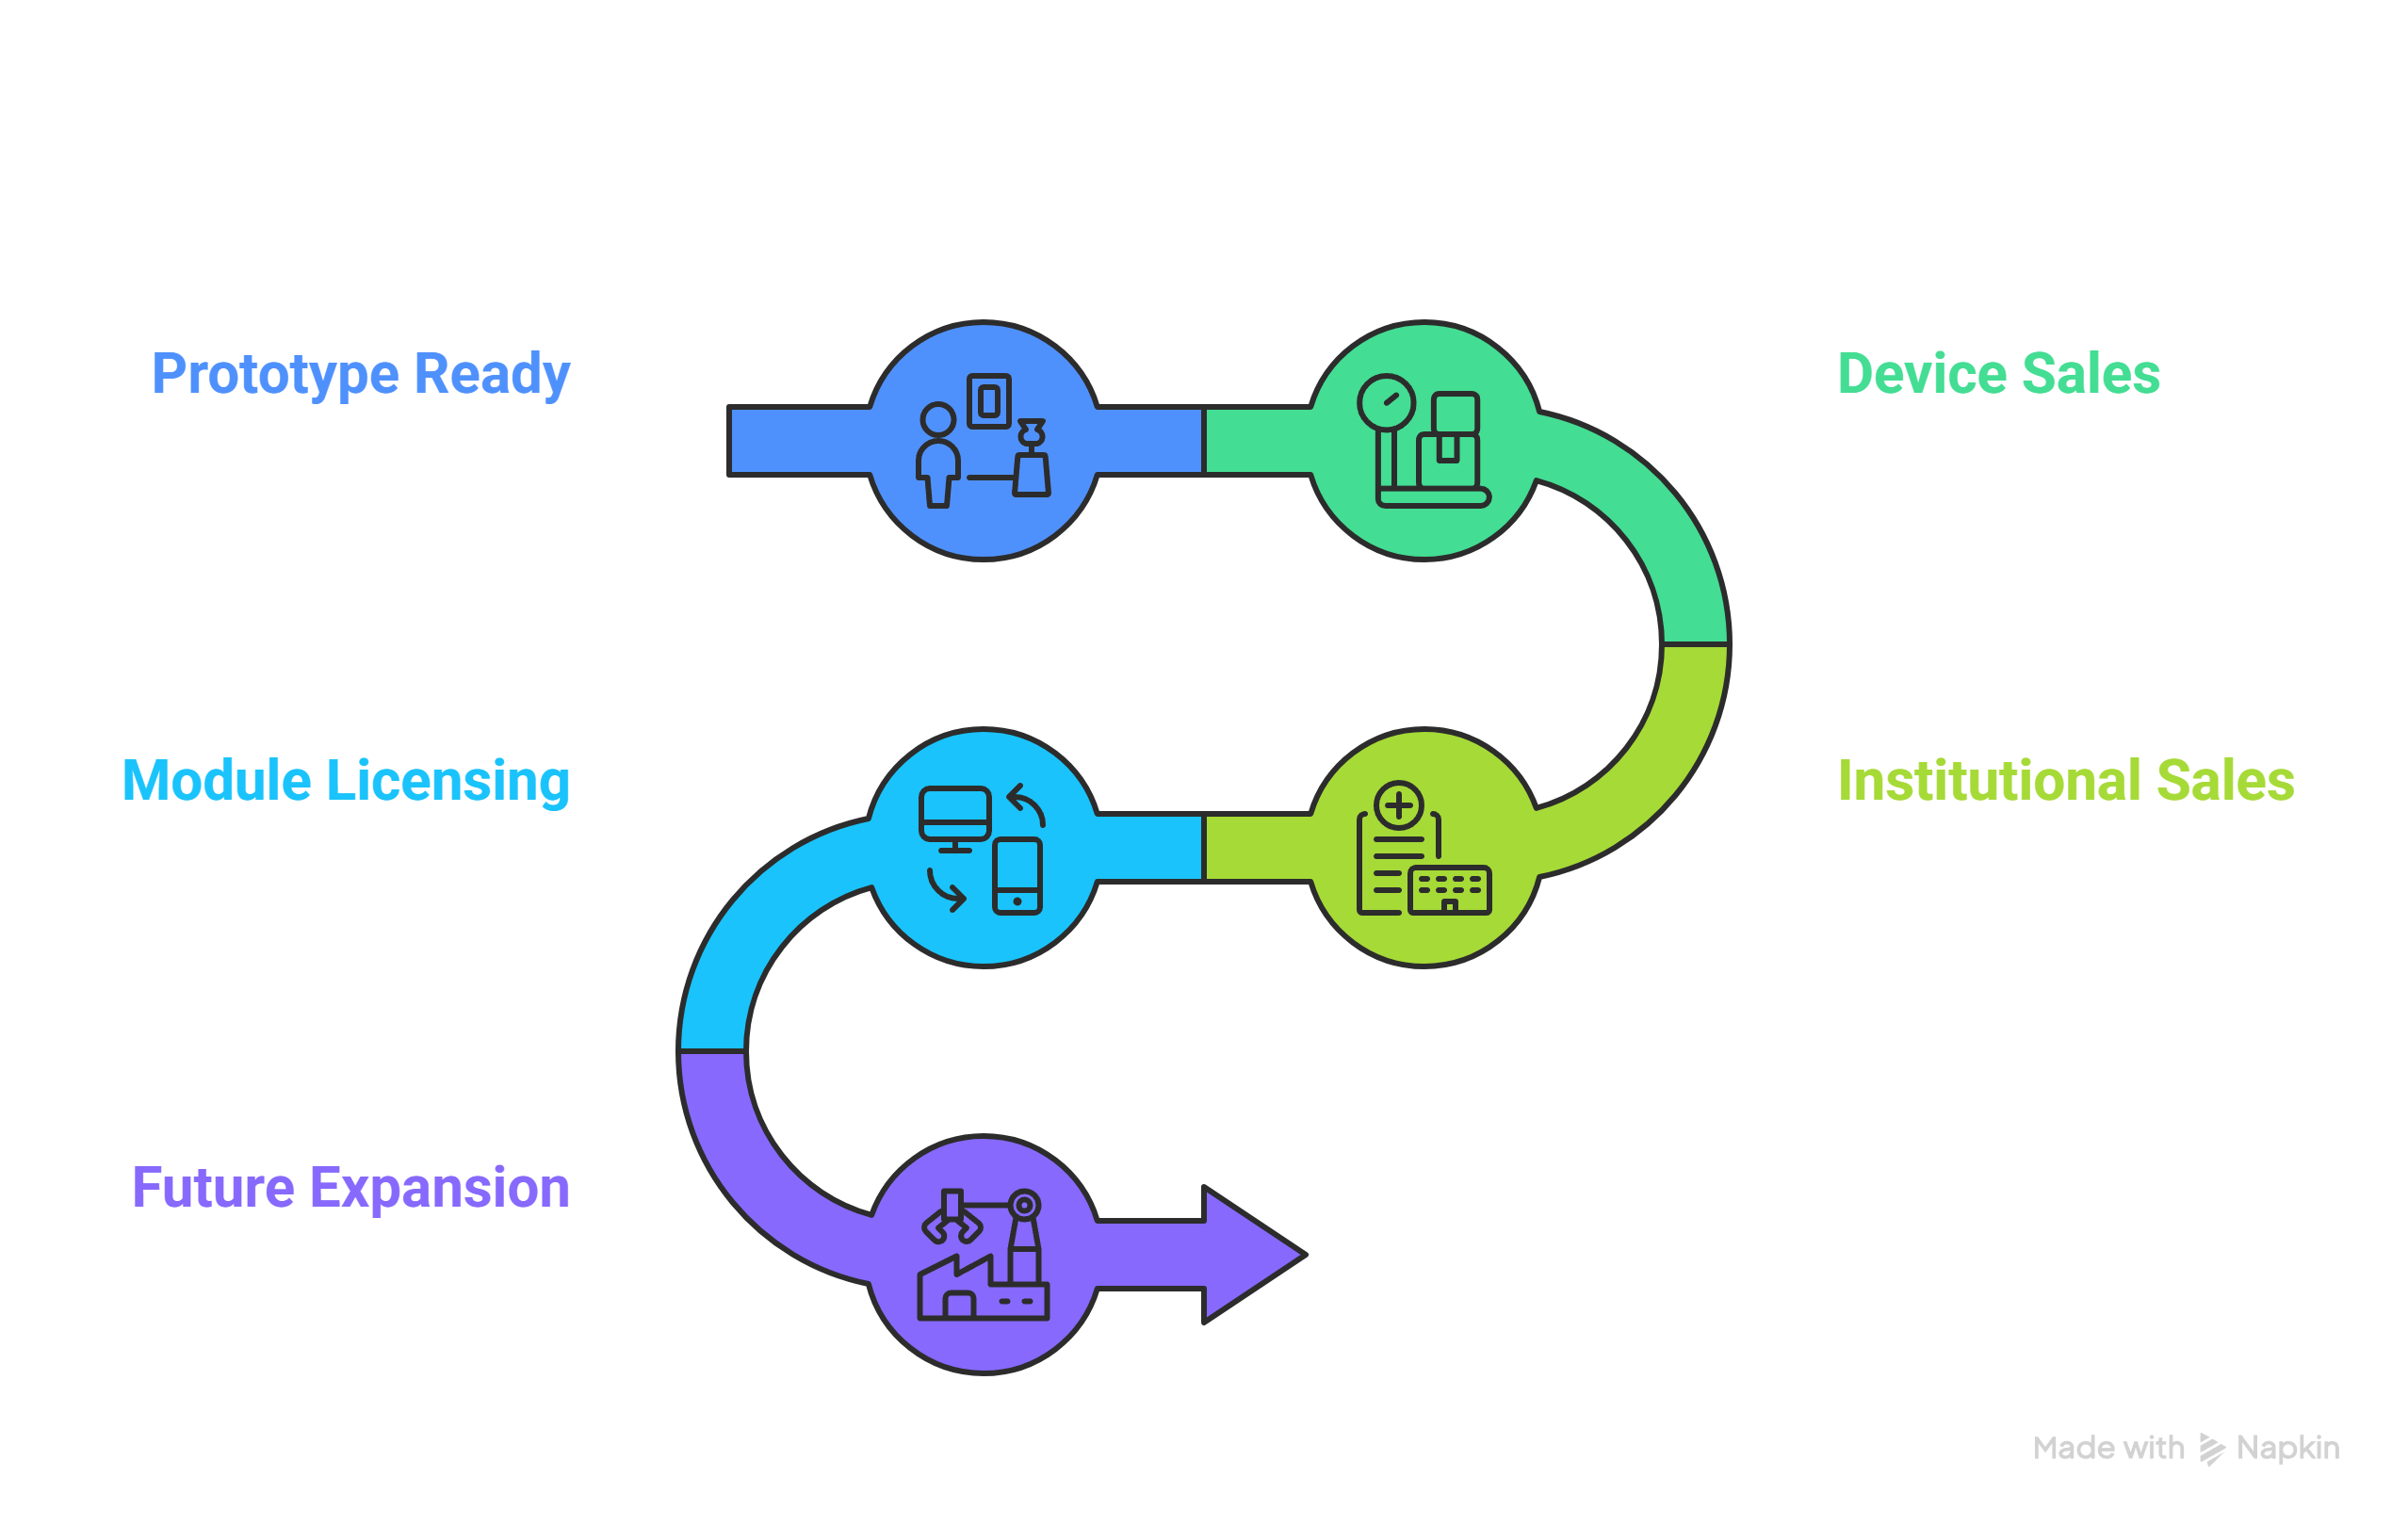 Prototype Ready
Device Sales
Module Licensing
Institutional Sales
Future Expansion
Made with Napkin